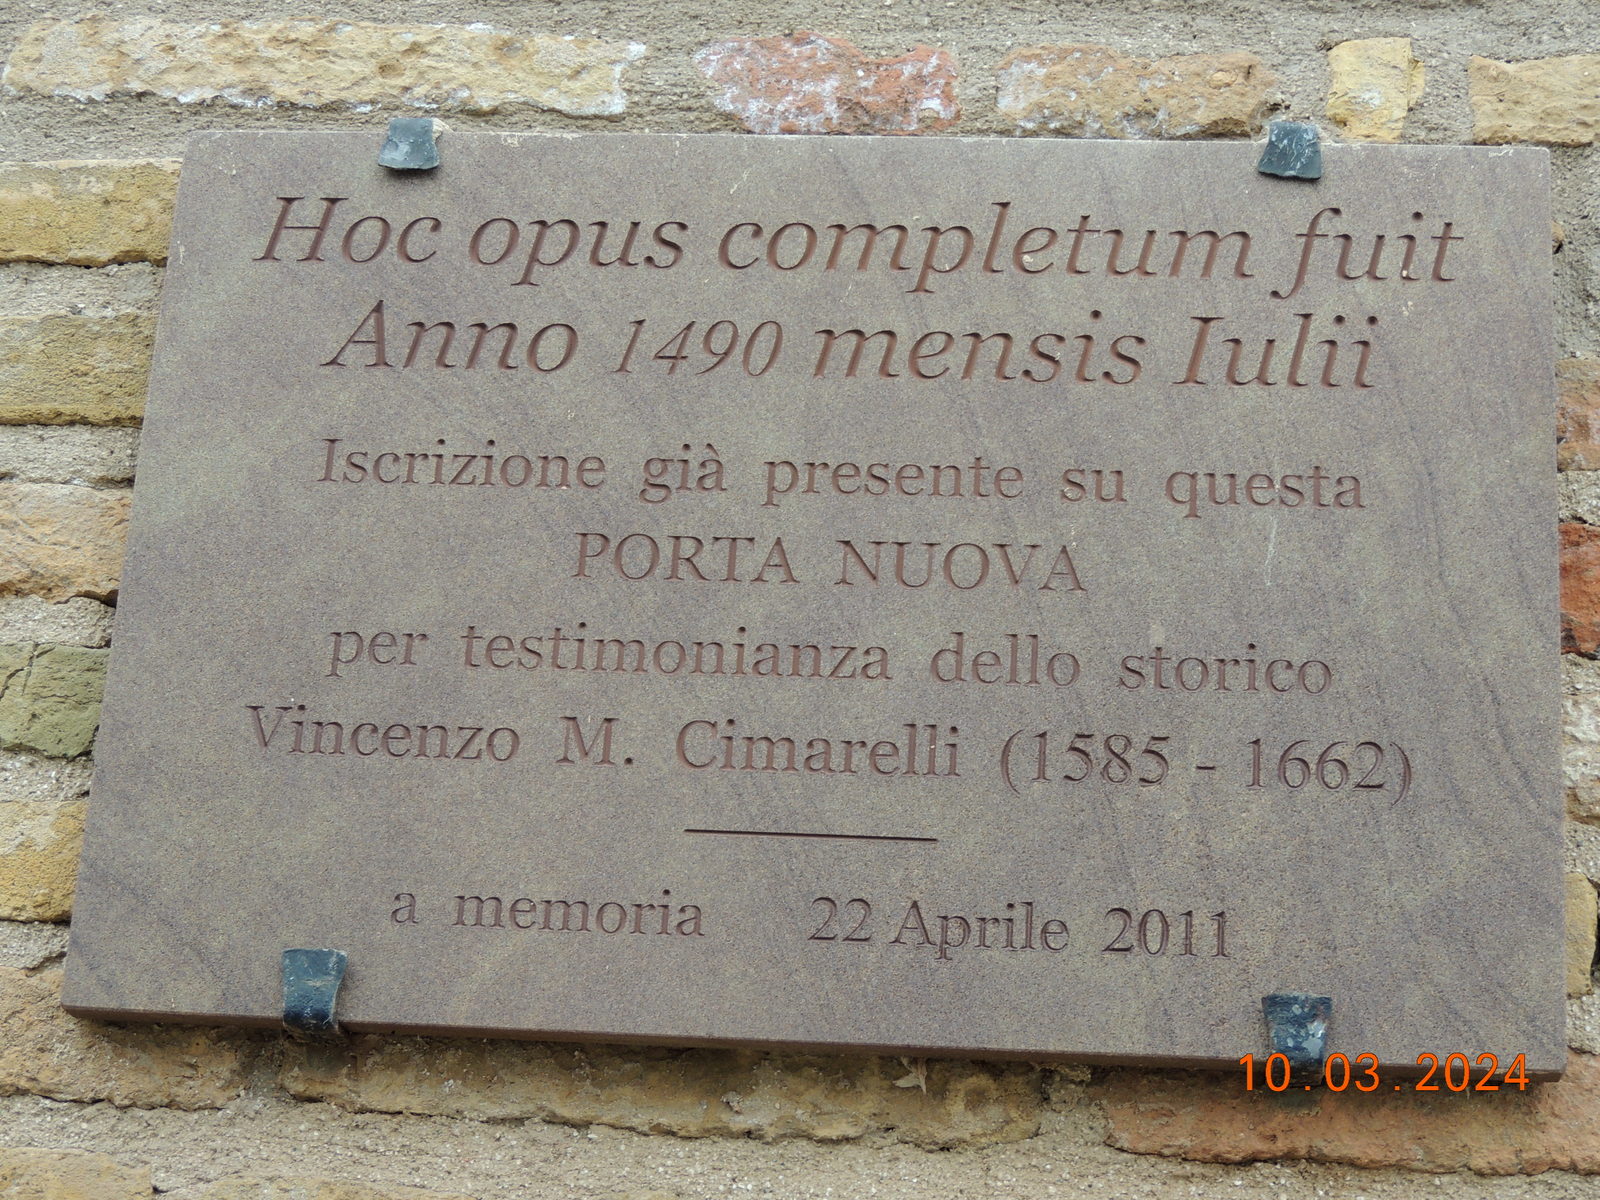 Hoc opus completum fuit
Anno 1490 mensis Iulii
Iscrizione già presente su questa
PORTA NUOVA
per testimonianza dello storico
Vincenzo M. Cimarelli (1585 - 1662)
a memoria 22 Aprile 2011
10.03.2024